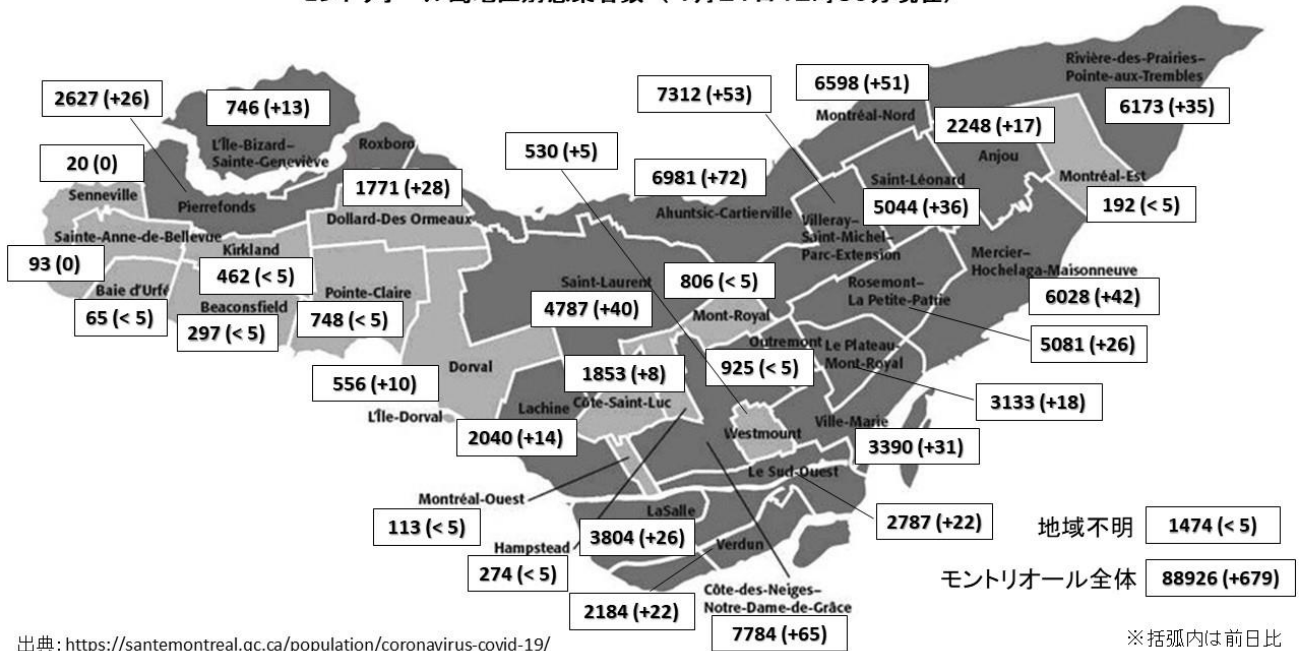 6598 (+51)
Rivière-des-Prairies–
Pointe-aux-Trembles
2627 (+26)
746 (+13)
7312 (+53)
6173 (+35)
Montréal-Nord
2248 (+17)
L'Île-Bizard–
Sainte-Geneviève
Roxboro
530 (+5)
Anjou
20 (0)
6981 (+72)
Saint-Léonard
Montréal-Est
Senneville
1771 (+28)
5044 (+36)
192 (< 5)
Pierrefonds
Dollard-Des Ormeaux
Ahuntsic-Cartierville
Villeray–
Saint-Michel–
Parc-Extension
Sainte-Anne-de-Bellevue
Kirkland
Mercier–
Hochelaga-Maisonneuve
93 (0)
462 (< 5)
Saint-Laurent
806 (< 5)
Rosemont–
La Petite-Patrie
6028 (+42)
Baie d'Urfé
Beaconsfield
Pointe-Claire
4787 (+40)
65 (< 5)
297 (< 5)
748 (< 5)
Mont-Royal
Outremont
Le Plateau-
Mont-Royal
5081 (+26)
Dorval
1853 (+8)
925 (< 5)
556 (+10)
L'Île-Dorval
Lachine
Côte-Saint-Luc
3133 (+18)
2040 (+14)
Westmount
Ville-Marie
3390 (+31)
Le Sud-Ouest
Montréal-Ouest
LaSalle
2787 (+22)
地域不明 1474 (< 5)
113 (< 5)
Hampstead
3804 (+26)
Verdun
274 (< 5)
モントリオール全体 88926 (+679)
2184 (+22)
Côte-des-Neiges–
Notre-Dame-de-Grâce
7784 (+65)
出典: https://santemontreal.qc.ca/population/coronavirus-covid-19/
※括弧内は前日比